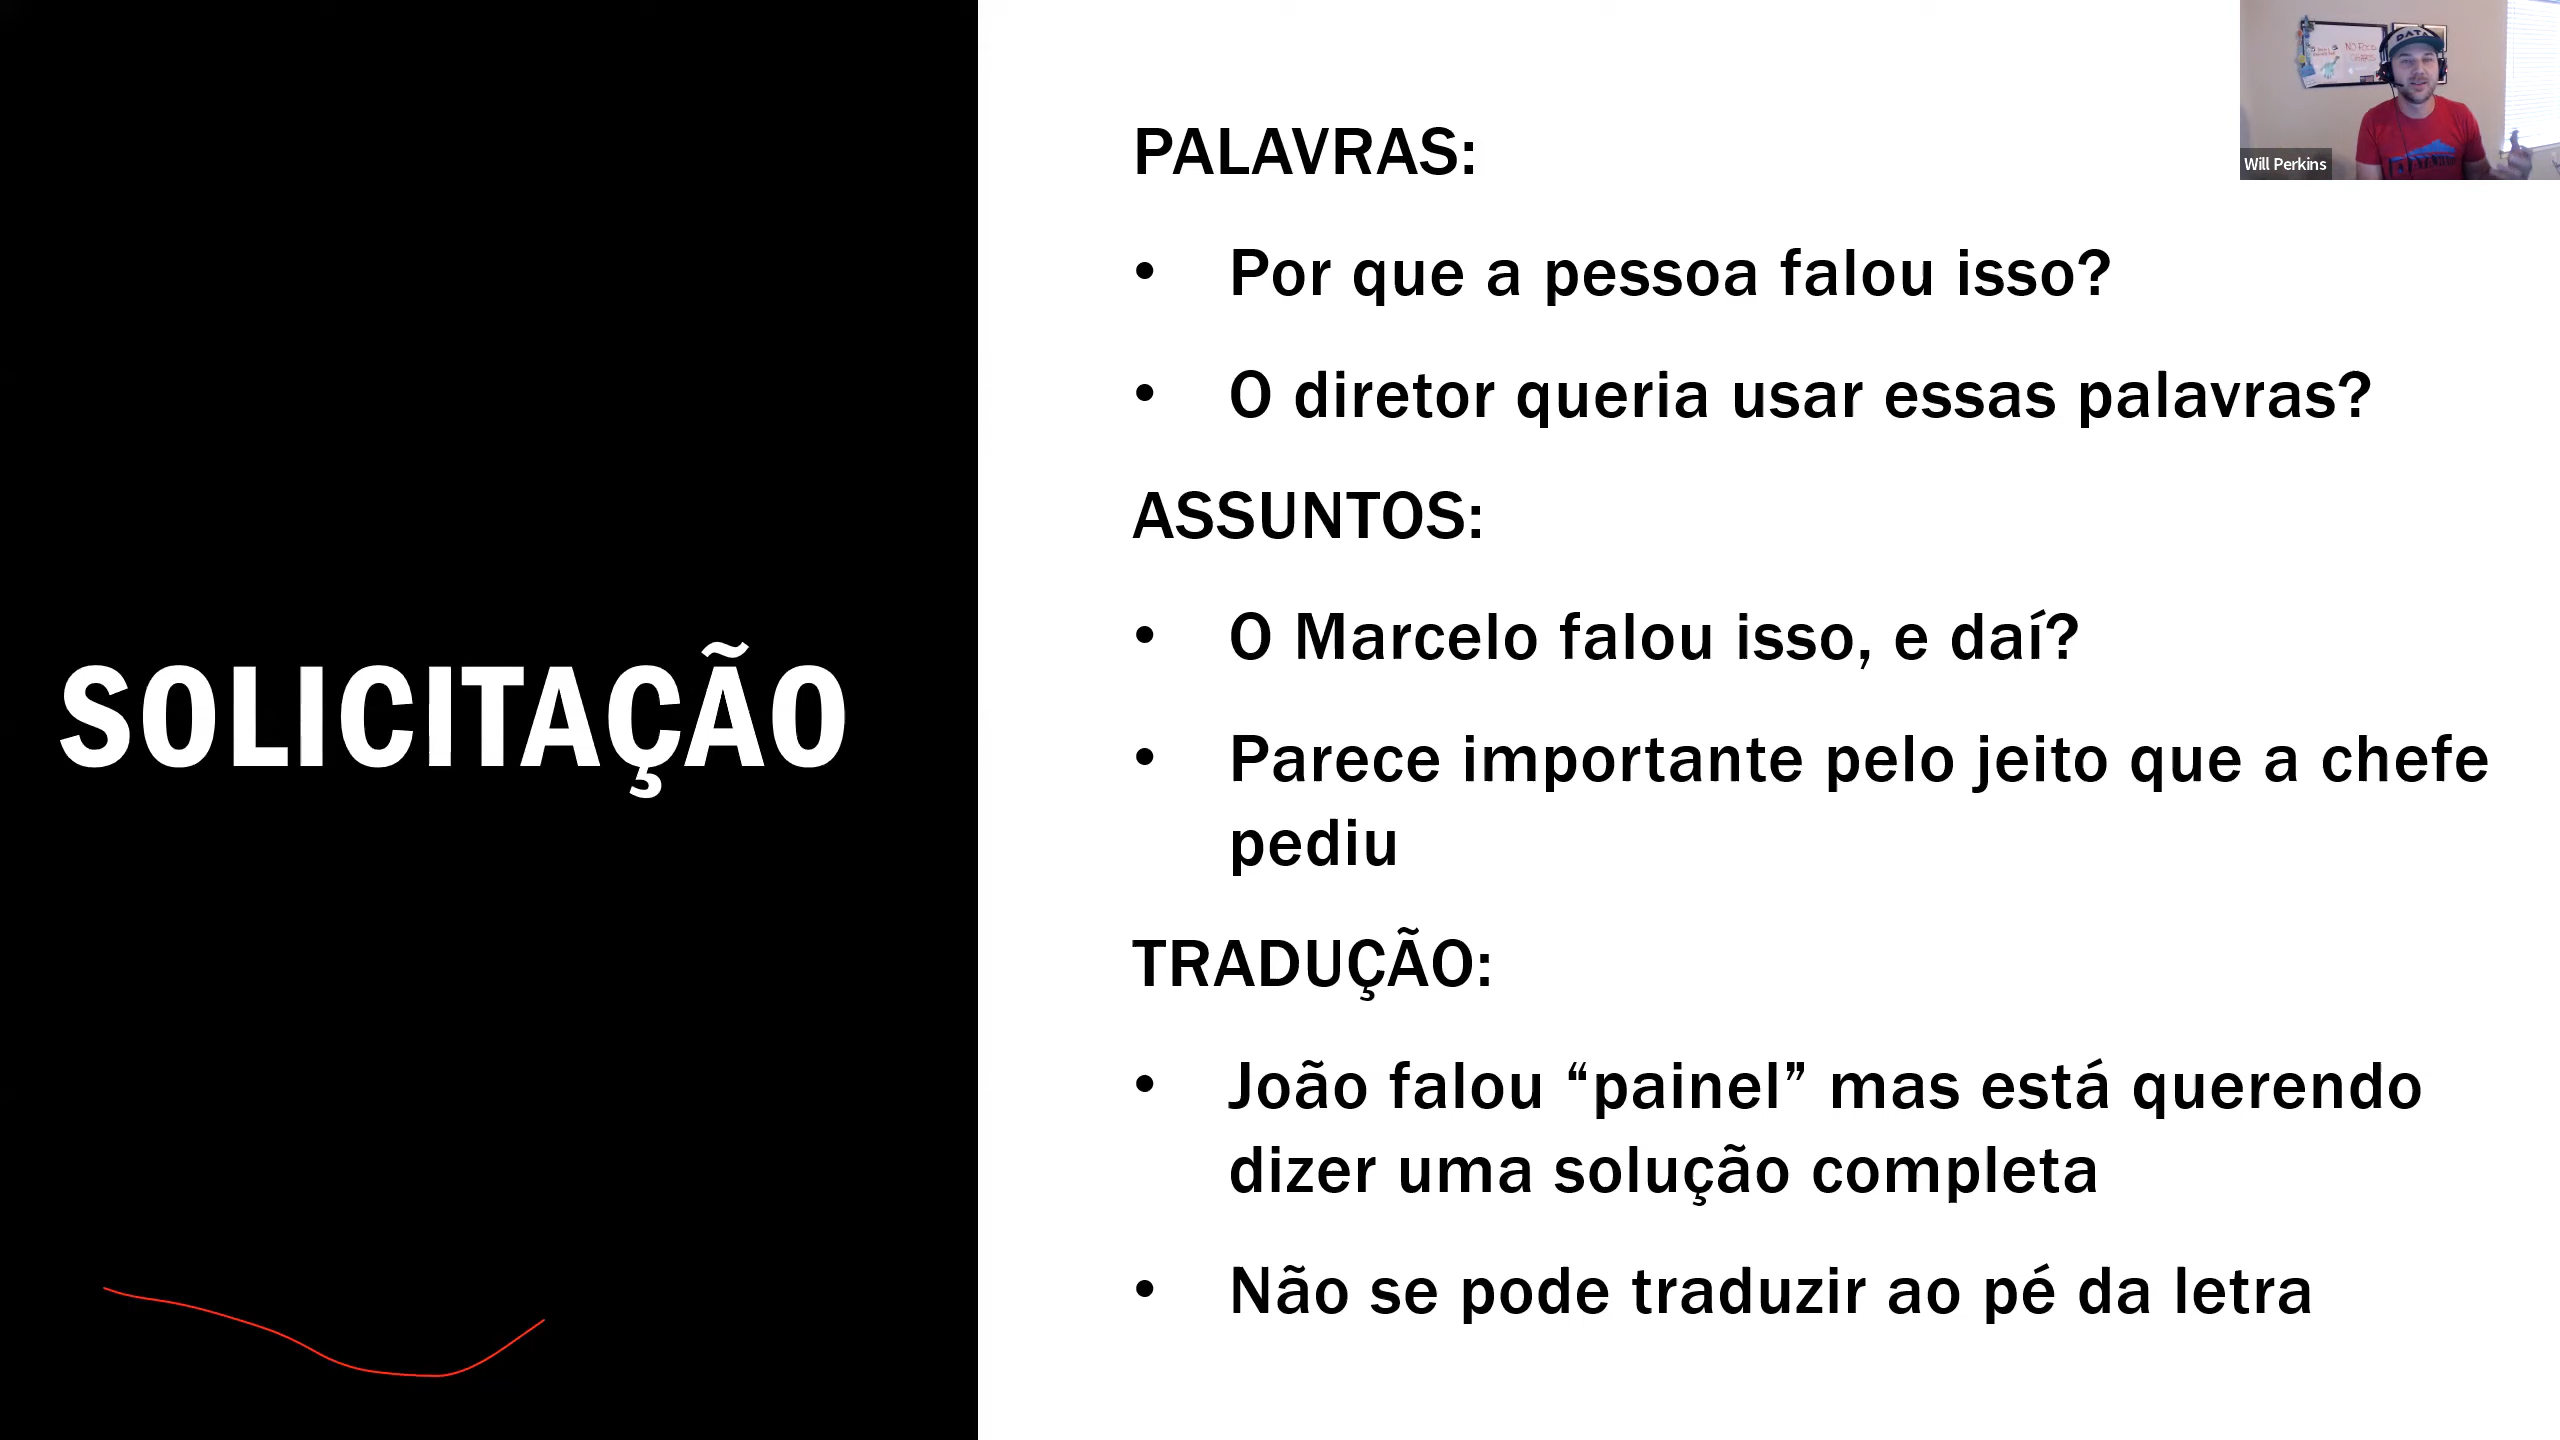 SOLICITAÇÃO
PALAVRAS:
• Por que a pessoa falou isso?
• O diretor queria usar essas palavras?
ASSUNTOS:
• O Marcelo falou isso, e daí?
• Parece importante pelo jeito que a chefe
pediu
TRADUÇÃO:
• João falou “painel” mas está querendo
dizer uma solução completa
• Não se pode traduzir ao pé da letra
DATA
Will Perkins